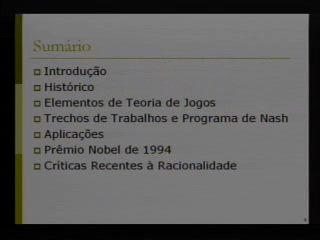 Sumário
Introdução
Histórico
Elementos de Teoria de Jogos
Trechos de Trabalhos e Programa de Nash
Aplicações
Prêmio Nobel de 1994
Críticas Recentes à Racionalidade